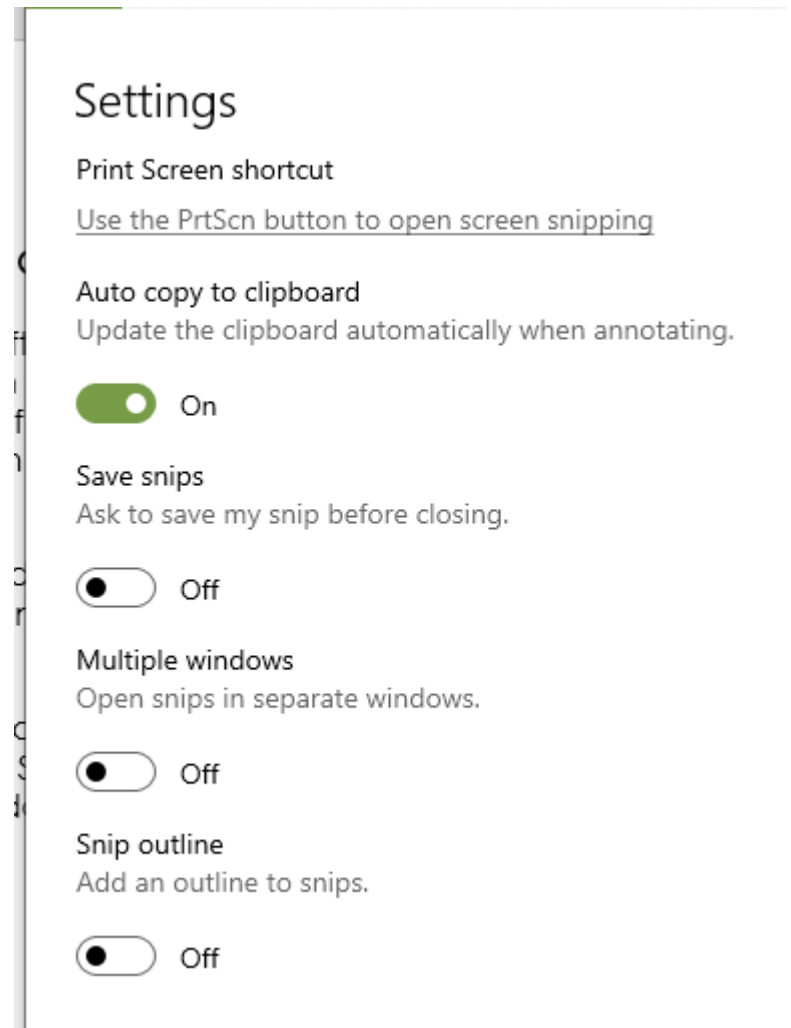 Settings
Print Screen shortcut
Use the PrtScn button to open screen snipping
Auto copy to clipboard
Update the clipboard automatically when annotating.
On
Save snips
Ask to save my snip before closing.
Off
Multiple windows
Open snips in separate windows.
Off
Snip outline
Add an outline to snips.
Off